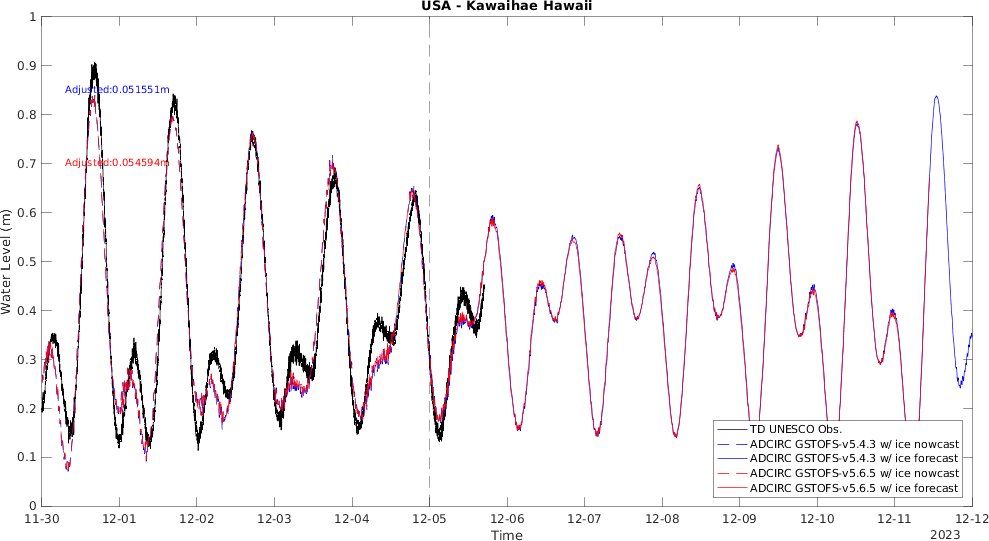 USA - Kawaihae Hawaii
1
0.9
0.8
0.7
0.6
0.5
0.4
0.3
0.2
0.1
0
Water Level (m)
Adjusted:0.051551m
Adjusted:0.054594m
TD UNESCO Obs.
ADCIRC GSTOFS-v5.4.3 w/ ice nowcast
ADCIRC GSTOFS-v5.4.3 w/ ice forecast
ADCIRC GSTOFS-v5.6.5 w/ ice nowcast
ADCIRC GSTOFS-v5.6.5 w/ ice forecast
11-30 12-01 12-02 12-03 12-04 12-05 12-06 12-07 12-08 12-09 12-10 12-11 12-12
Time
2023